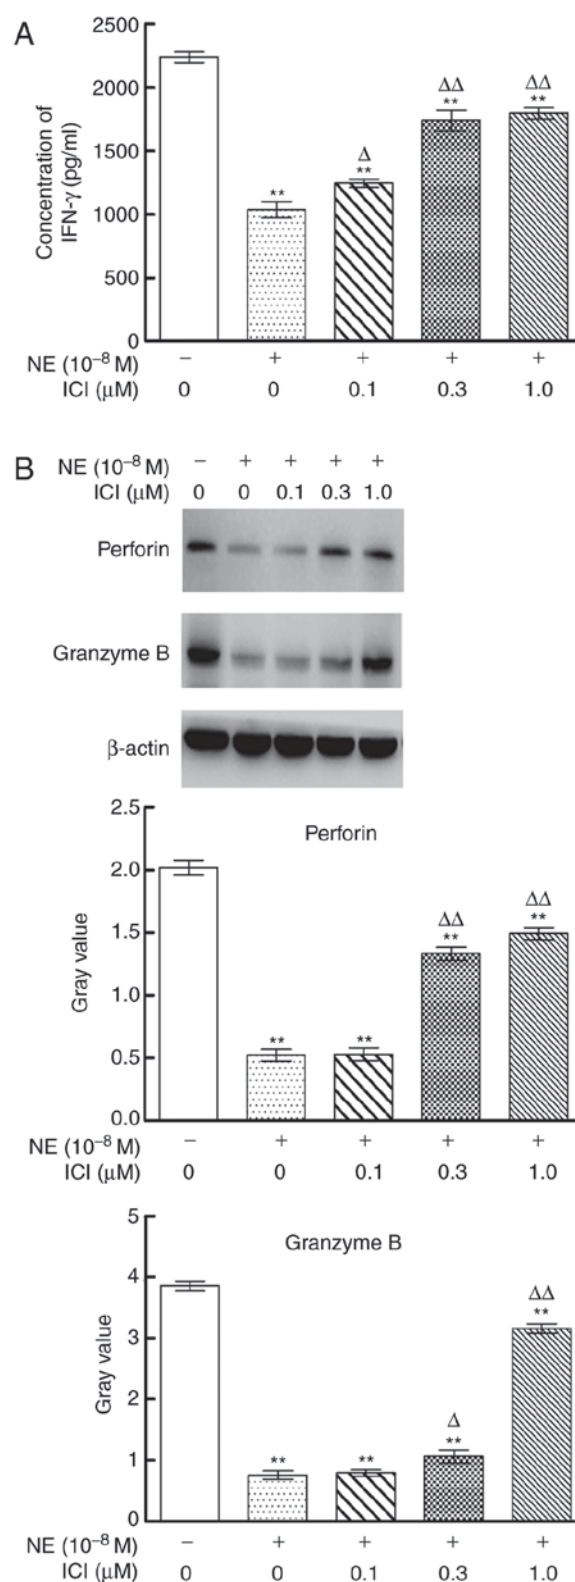 A
Concentration of
IFN-γ (pg/ml)
2500
2000
1500
1000
500
0
**
Δ
**
ΔΔ
**
ΔΔ
**
NE (10⁻⁸ M) − + + + +
ICI (μM) 0 0 0.1 0.3 1.0
B
NE (10⁻⁸ M) − + + + +
ICI (μM) 0 0 0.1 0.3 1.0
Perforin
Granzyme B
β-actin
Perforin
Gray value
2.5
2.0
1.5
1.0
0.5
0.0
**
**
ΔΔ
**
ΔΔ
**
NE (10⁻⁸ M) − + + + +
ICI (μM) 0 0 0.1 0.3 1.0
Granzyme B
Gray value
5
4
3
2
1
0
**
**
Δ
**
ΔΔ
**
NE (10⁻⁸ M) − + + + +
ICI (μM) 0 0 0.1 0.3 1.0